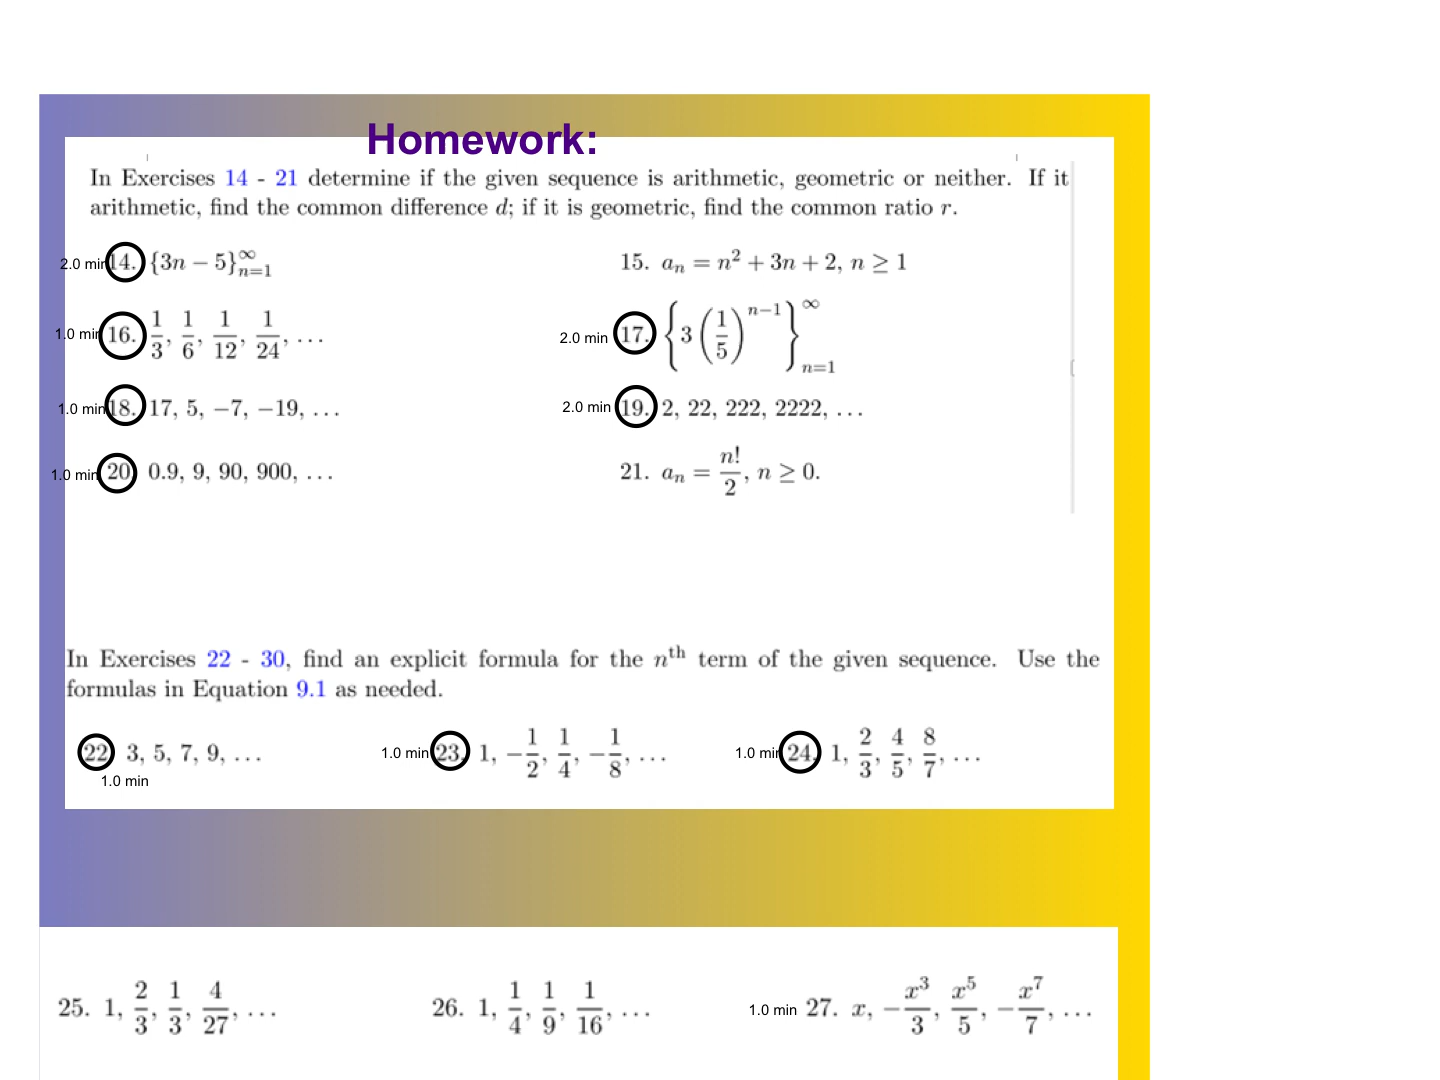 Homework:
In Exercises 14 - 21 determine if the given sequence is arithmetic, geometric or neither. If it
arithmetic, find the common difference d; if it is geometric, find the common ratio r.
2.0 min 14. {3n − 5}_{n=1}^{∞} 15. a_n = n² + 3n + 2, n ≥ 1
1.0 min 16. 1/3, 1/6, 1/12, 1/24, ... 2.0 min 17. {3(1/5)^{n−1}}_{n=1}^{∞}
1.0 min 18. 17, 5, −7, −19, ... 2.0 min 19. 2, 22, 222, 2222, ...
1.0 min 20 0.9, 9, 90, 900, ... 21. a_n = n!/2, n ≥ 0.
In Exercises 22 - 30, find an explicit formula for the nth term of the given sequence. Use the
formulas in Equation 9.1 as needed.
22 3, 5, 7, 9, ... 1.0 min 23. 1, −1/2, 1/4, −1/8, ... 1.0 min 24. 1, 2/3, 4/5, 8/7, ...
1.0 min
25. 1, 2/3, 1/3, 4/27, ... 26. 1, 1/4, 1/9, 1/16, ... 1.0 min 27. x, −x³/3, x⁵/5, −x⁷/7, ...